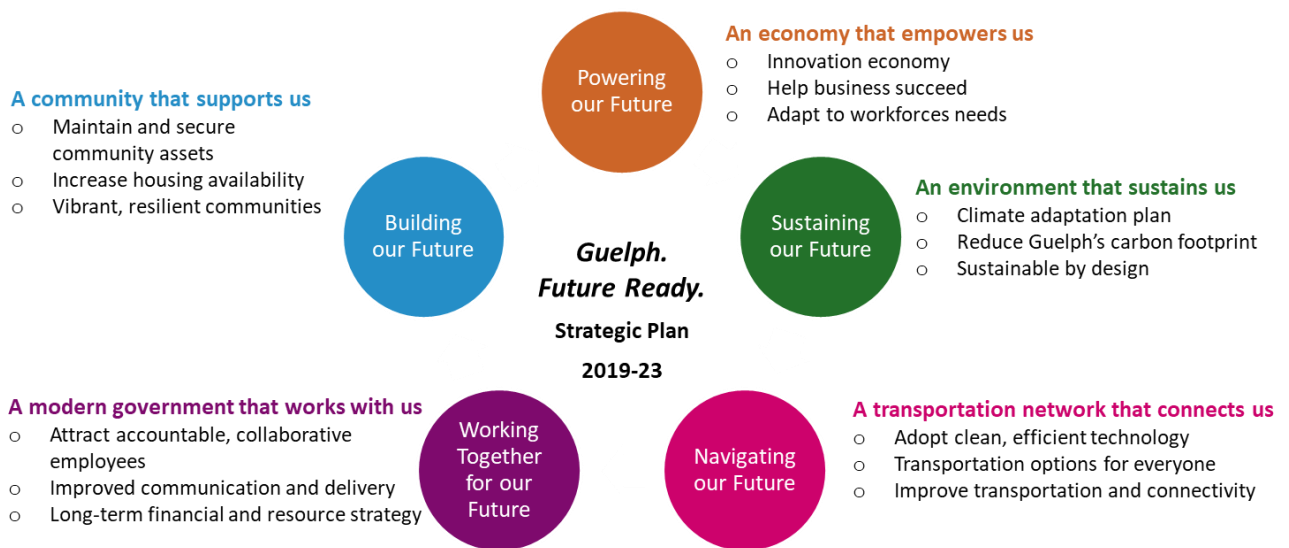 Powering
our Future
An economy that empowers us
o Innovation economy
o Help business succeed
o Adapt to workforces needs
A community that supports us
o Maintain and secure
community assets
o Increase housing availability
o Vibrant, resilient communities
Building
our Future
Sustaining
our Future
An environment that sustains us
o Climate adaptation plan
o Reduce Guelph's carbon footprint
o Sustainable by design
Guelph.
Future Ready.
Strategic Plan
2019-23
A modern government that works with us
o Attract accountable, collaborative
employees
o Improved communication and delivery
o Long-term financial and resource strategy
Working
Together
for our
Future
Navigating
our Future
A transportation network that connects us
o Adopt clean, efficient technology
o Transportation options for everyone
o Improve transportation and connectivity